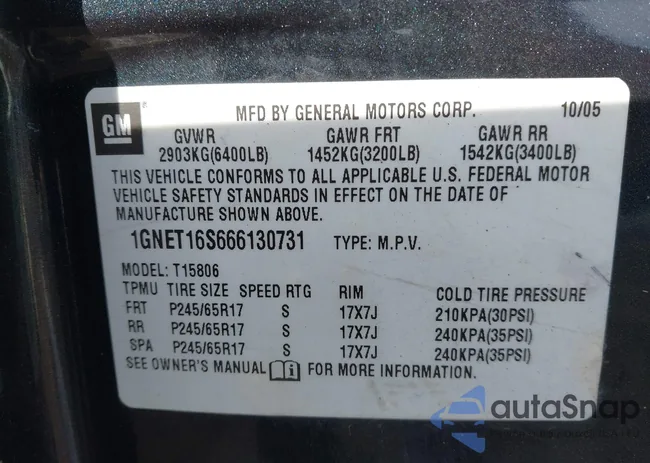 GM
MFD BY GENERAL MOTORS CORP. 10/05
GVWR GAWR FRT GAWR RR
2903KG(6400LB) 1452KG(3200LB) 1542KG(3400LB)
THIS VEHICLE CONFORMS TO ALL APPLICABLE U.S. FEDERAL MOTOR
VEHICLE SAFETY STANDARDS IN EFFECT ON THE DATE OF
MANUFACTURE SHOWN ABOVE.
1GNET16S666130731 TYPE: M.P.V.
MODEL: T15806
TPMU TIRE SIZE SPEED RTG RIM COLD TIRE PRESSURE
FRT P245/65R17 S 17X7J 210KPA(30PSI)
RR P245/65R17 S 17X7J 240KPA(35PSI)
SPA P245/65R17 S 17X7J 240KPA(35PSI)
SEE OWNER'S MANUAL FOR MORE INFORMATION.
autaSnap